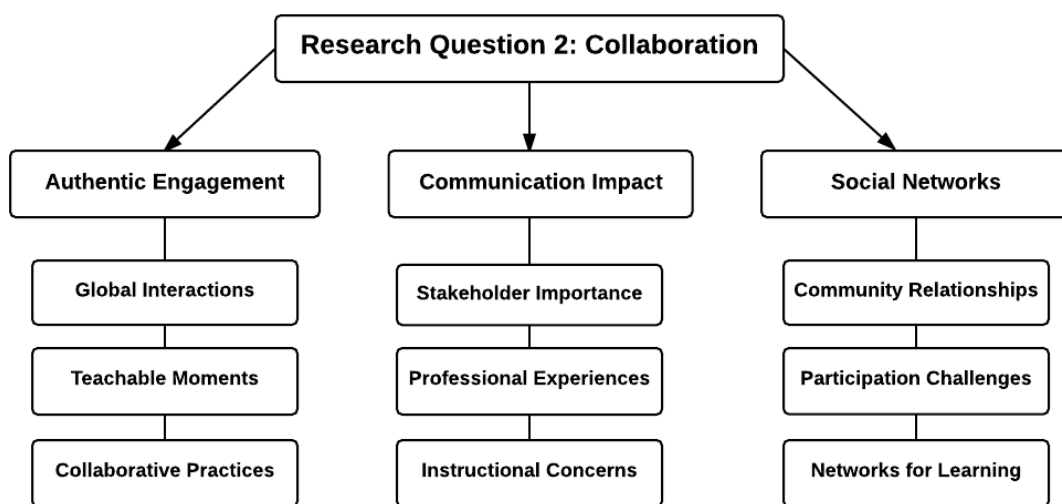 Research Question 2: Collaboration
Authentic Engagement
Communication Impact
Social Networks
Global Interactions
Stakeholder Importance
Community Relationships
Teachable Moments
Professional Experiences
Participation Challenges
Collaborative Practices
Instructional Concerns
Networks for Learning